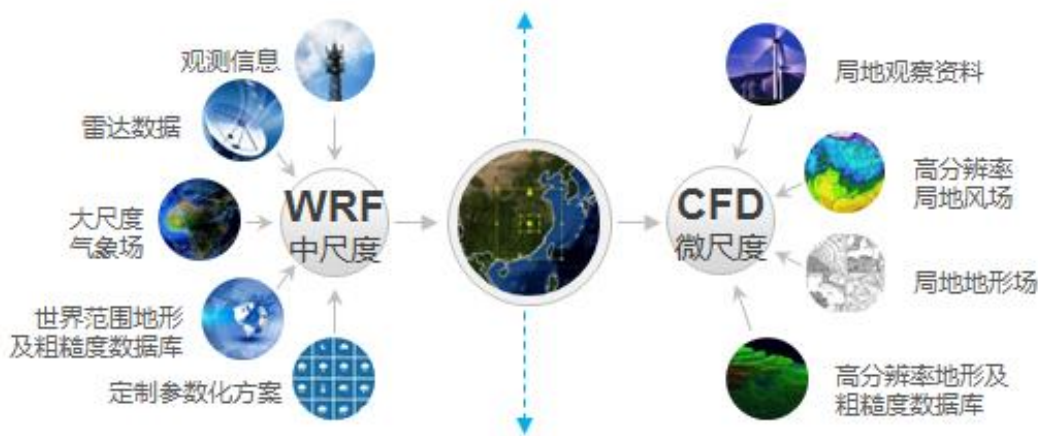 观测信息
雷达数据
大尺度
气象场
世界范围地形
及粗糙度数据库
定制参数化方案
WRF
中尺度
CFD
微尺度
局地观察资料
高分辨率
局地风场
局地地形场
高分辨率地形及
粗糙度数据库